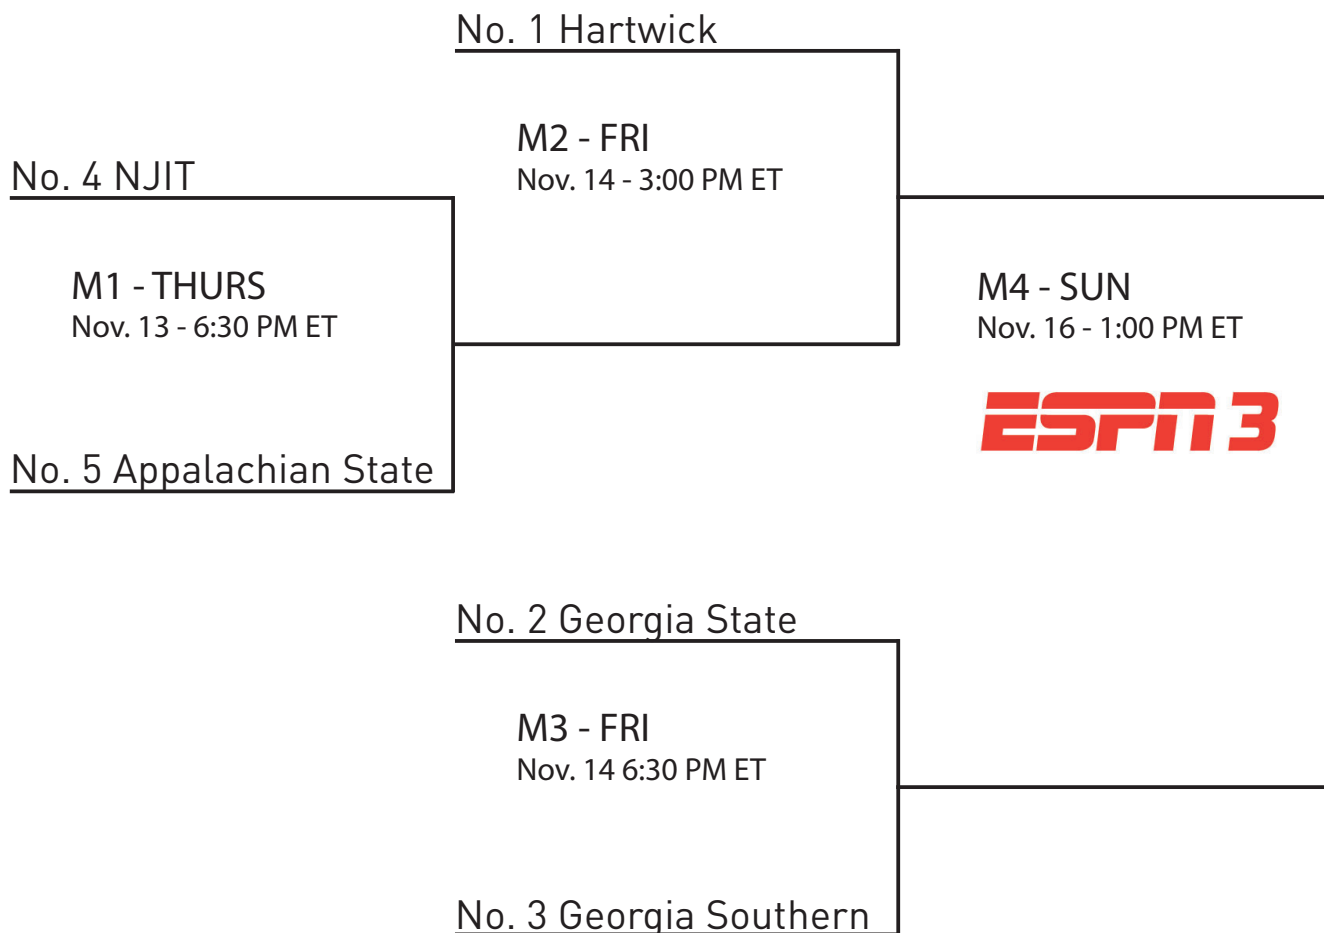 No. 1 Hartwick
M2 - FRI
Nov. 14 - 3:00 PM ET
No. 4 NJIT
M1 - THURS
Nov. 13 - 6:30 PM ET
M4 - SUN
Nov. 16 - 1:00 PM ET
ESPN 3
No. 5 Appalachian State
No. 2 Georgia State
M3 - FRI
Nov. 14 6:30 PM ET
No. 3 Georgia Southern